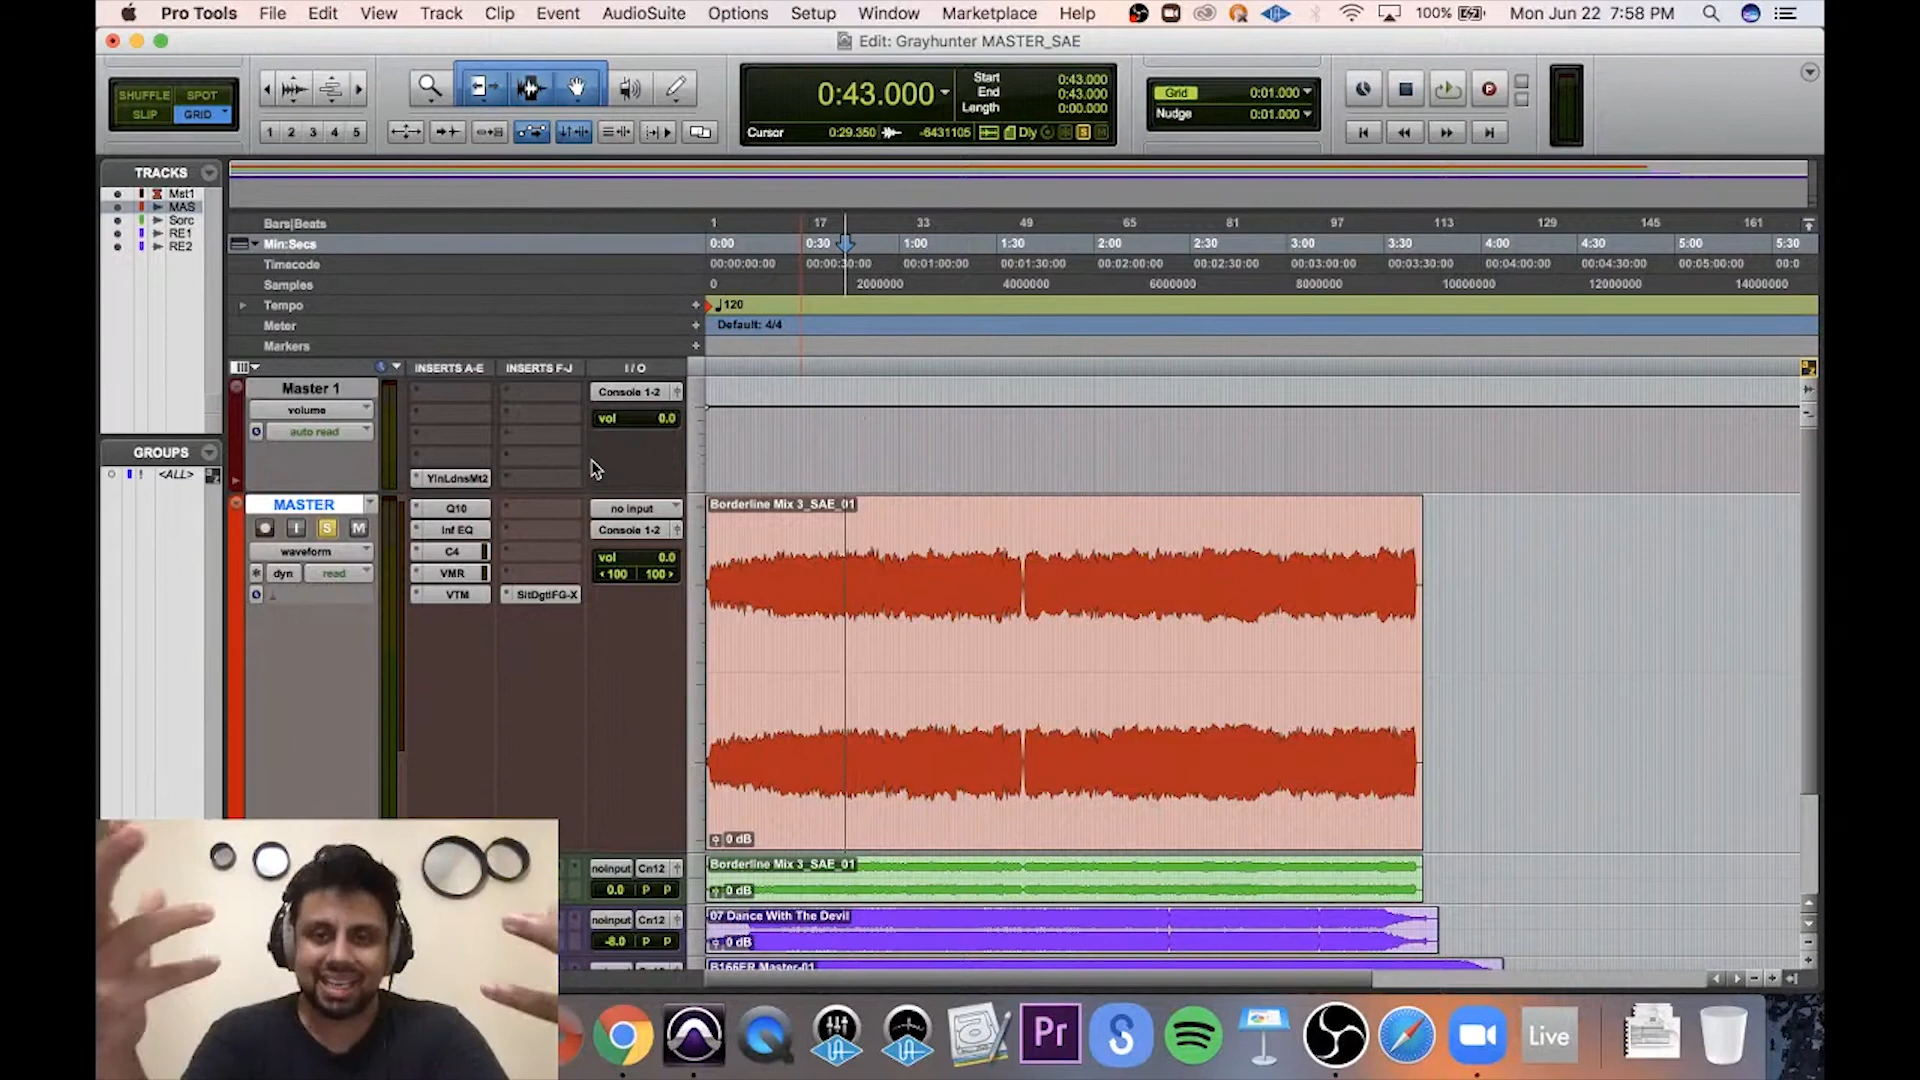 Pro Tools File Edit View Track Clip Event AudioSuite Options Setup Window Marketplace Help 100% Mon Jun 22 7:58 PM
Edit: Grayhunter MASTER_SAE
SHUFFLE SPOT
SLIP GRID
1 2 3 4 5
0:43.000
Start 0:43.000
End 0:43.000
Length 0:00.000
Cursor 0:29.350 -6431105 Dly S M
Grid 0:01.000
Nudge 0:01.000
TRACKS
Mst1
MAS
Sorc
RE1
RE2
GROUPS
! <ALL>
Bars|Beats 1 17 33 49 65 81 97 113 129 145 161
Min:Secs 0:00 0:30 1:00 1:30 2:00 2:30 3:00 3:30 4:00 4:30 5:00 5:30
Timecode 00:00:00:00 00:00:30:00 00:01:00:00 00:01:30:00 00:02:00:00 00:02:30:00 00:03:00:00 00:03:30:00 00:04:00:00 00:04:30:00 00:05:00:00 00:0
Samples 0 2000000 4000000 6000000 8000000 10000000 12000000 14000000
Tempo 120
Meter Default: 4/4
Markers
INSERTS A-E INSERTS F-J I / O
Master 1
volume
auto read
Console 1-2
vol 0.0
YlnLdnsMt2
MASTER
I S M
waveform
dyn read
Q10
Inf EQ
C4
VMR
VTM
SltDgtlFG-X
no input
Console 1-2
vol 0.0
100 100
Borderline Mix 3_SAE_01
0 dB
noinput Cn12
0.0 P P
Borderline Mix 3_SAE_01
0 dB
noinput Cn12
-8.0 P P
07 Dance With The Devil
0 dB
B166ER Master-01
Pr
S
Live